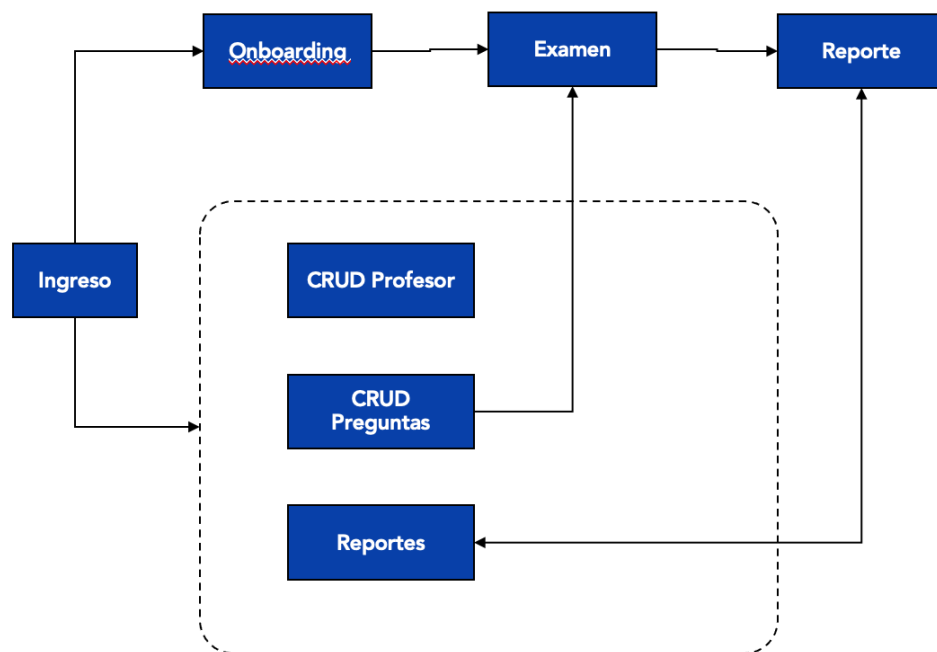 Onboarding
Examen
Reporte
Ingreso
CRUD Profesor
CRUD
Preguntas
Reportes